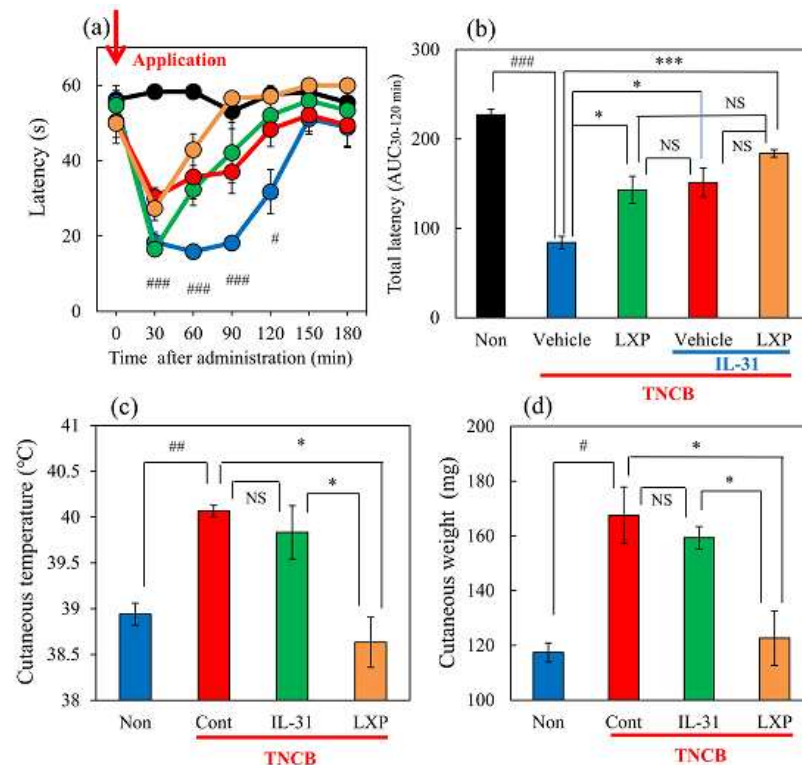 (a)
Application
Latency (s)
60
40
20
0
###
###
###
#
0 30 60 90 120 150 180
Time after administration (min)
(b)
Total latency (AUC30-120 min)
300
200
100
0
###
***
*
*
NS
NS
NS
Non Vehicle LXP Vehicle LXP
IL-31
TNCB
(c)
Cutaneous temperature (°C)
41
40.5
40
39.5
39
38.5
38
##
*
NS
*
Non Cont IL-31 LXP
TNCB
(d)
Cutaneous weight (mg)
200
180
160
140
120
100
#
*
NS
*
Non Cont IL-31 LXP
TNCB